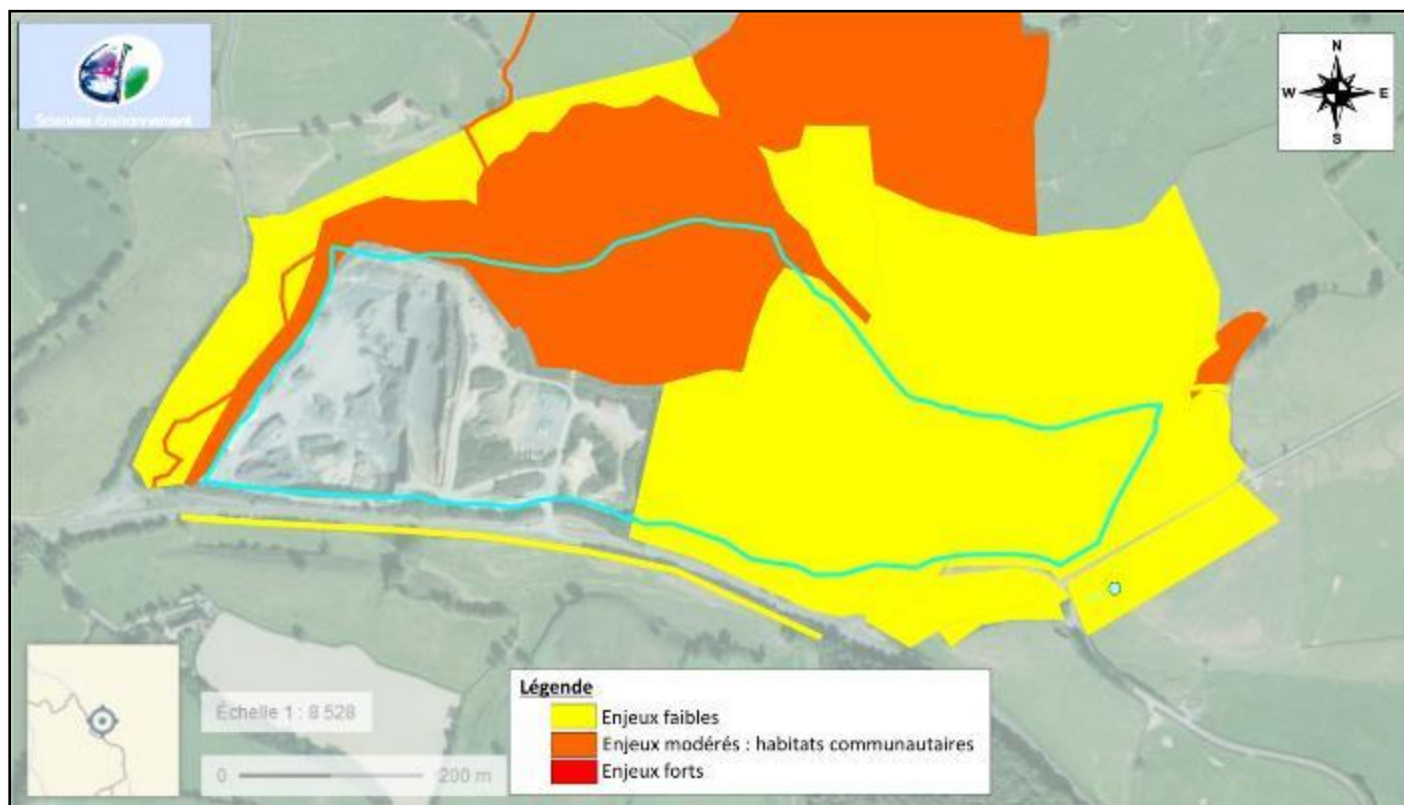 Sciences Environnement
N
W
E
S
Échelle 1 : 8 528
0
200 m
Légende
Enjeux faibles
Enjeux modérés : habitats communautaires
Enjeux forts